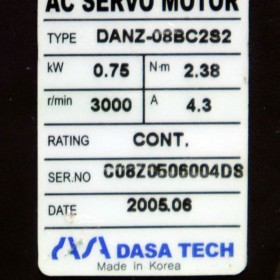 AC SERVO MOTOR
TYPE DANZ-08BC2S2
kW 0.75 N·m 2.38
r/min 3000 A 4.3
RATING CONT.
SER.NO C08Z0506004DS
DATE 2005.06
DASA TECH
Made in Korea